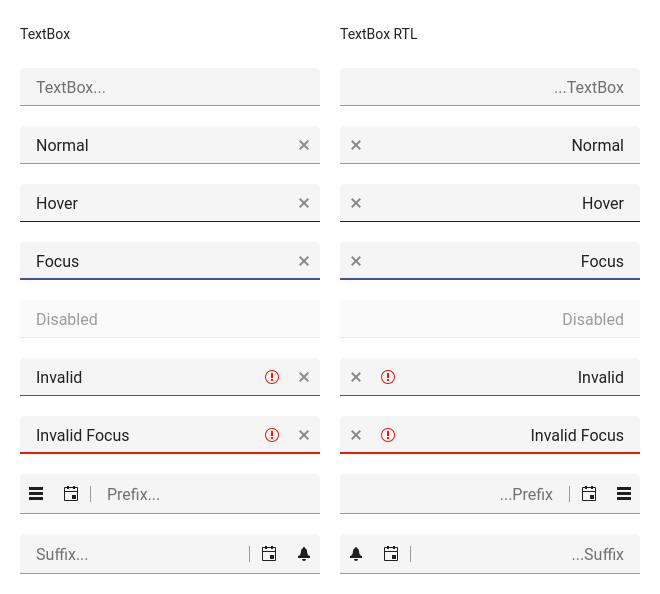 TextBox
TextBox RTL
TextBox...
...TextBox
Normal
Normal
Hover
Hover
Focus
Focus
Disabled
Disabled
Invalid
Invalid
Invalid Focus
Invalid Focus
Prefix...
...Prefix
Suffix...
...Suffix